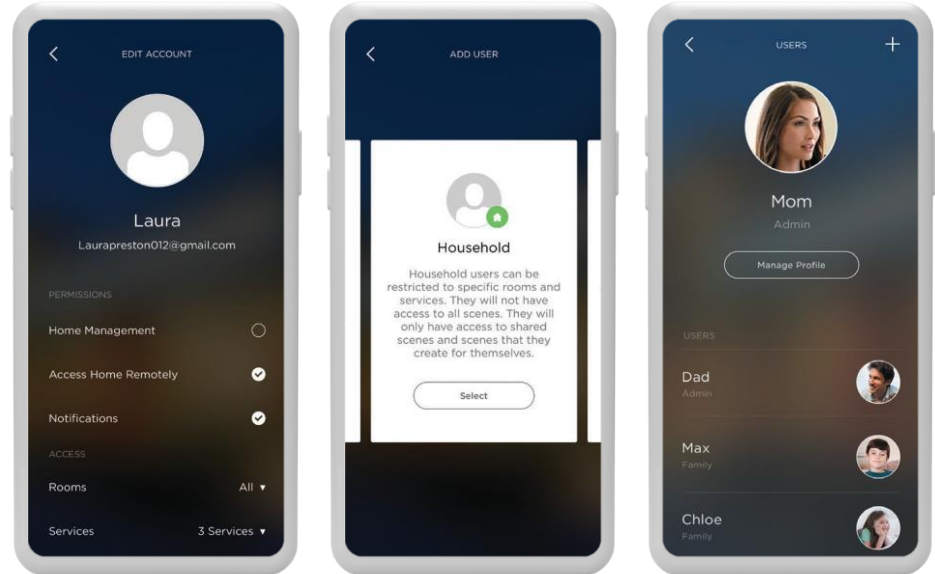 EDIT ACCOUNT
Laura
Laurapreston012@gmail.com
PERMISSIONS
Home Management
Access Home Remotely
Notifications
ACCESS
Rooms All
Services 3 Services
ADD USER
Household
Household users can be
restricted to specific rooms and
services. They will not have
access to all scenes. They will
only have access to shared
scenes and scenes that they
create for themselves.
Select
USERS
Mom
Admin
Manage Profile
USERS
Dad
Admin
Max
Family
Chloe
Family